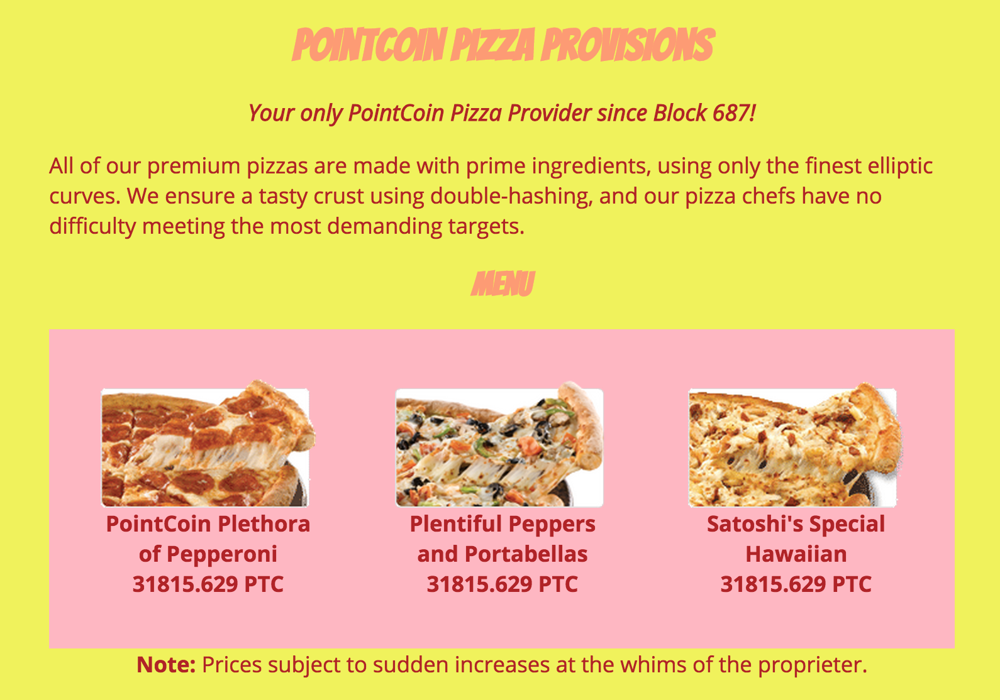 POINTCOIN PIZZA PROVISIONS
Your only PointCoin Pizza Provider since Block 687!
All of our premium pizzas are made with prime ingredients, using only the finest elliptic
curves. We ensure a tasty crust using double-hashing, and our pizza chefs have no
difficulty meeting the most demanding targets.
MENU
PointCoin Plethora
of Pepperoni
31815.629 PTC
Plentiful Peppers
and Portabellas
31815.629 PTC
Satoshi's Special
Hawaiian
31815.629 PTC
Note: Prices subject to sudden increases at the whims of the proprieter.